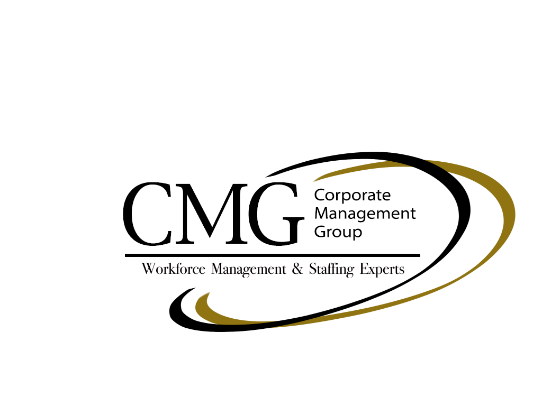 CMG
Corporate
Management
Group
Workforce Management & Staffing Experts